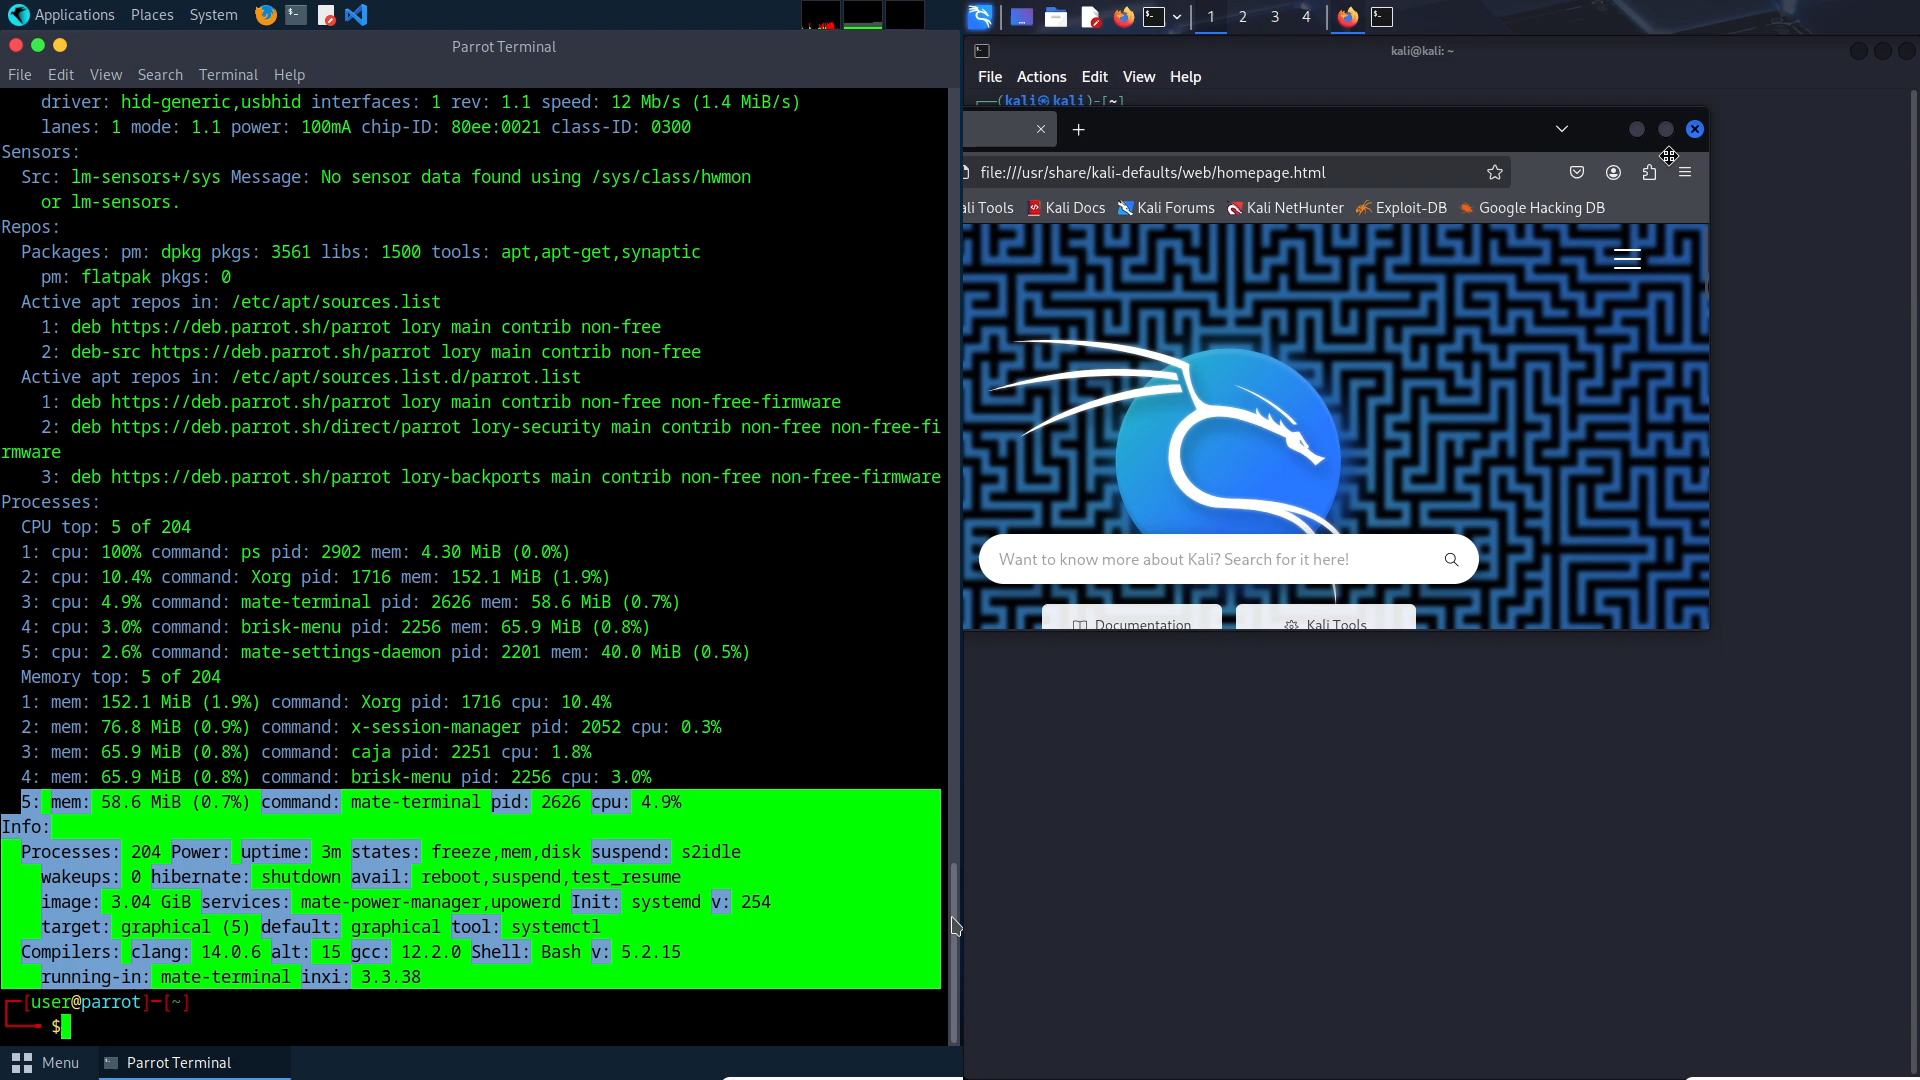 Applications Places System
Parrot Terminal
File Edit View Search Terminal Help
driver: hid-generic,usbhid interfaces: 1 rev: 1.1 speed: 12 Mb/s (1.4 MiB/s)
lanes: 1 mode: 1.1 power: 100mA chip-ID: 80ee:0021 class-ID: 0300
Sensors:
Src: lm-sensors+/sys Message: No sensor data found using /sys/class/hwmon
or lm-sensors.
Repos:
Packages: pm: dpkg pkgs: 3561 libs: 1500 tools: apt,apt-get,synaptic
pm: flatpak pkgs: 0
Active apt repos in: /etc/apt/sources.list
1: deb https://deb.parrot.sh/parrot lory main contrib non-free
2: deb-src https://deb.parrot.sh/parrot lory main contrib non-free
Active apt repos in: /etc/apt/sources.list.d/parrot.list
1: deb https://deb.parrot.sh/parrot lory main contrib non-free non-free-firmware
2: deb https://deb.parrot.sh/direct/parrot lory-security main contrib non-free non-free-fi
rmware
3: deb https://deb.parrot.sh/parrot lory-backports main contrib non-free non-free-firmware
Processes:
CPU top: 5 of 204
1: cpu: 100% command: ps pid: 2902 mem: 4.30 MiB (0.0%)
2: cpu: 10.4% command: Xorg pid: 1716 mem: 152.1 MiB (1.9%)
3: cpu: 4.9% command: mate-terminal pid: 2626 mem: 58.6 MiB (0.7%)
4: cpu: 3.0% command: brisk-menu pid: 2256 mem: 65.9 MiB (0.8%)
5: cpu: 2.6% command: mate-settings-daemon pid: 2201 mem: 40.0 MiB (0.5%)
Memory top: 5 of 204
1: mem: 152.1 MiB (1.9%) command: Xorg pid: 1716 cpu: 10.4%
2: mem: 76.8 MiB (0.9%) command: x-session-manager pid: 2052 cpu: 0.3%
3: mem: 65.9 MiB (0.8%) command: caja pid: 2251 cpu: 1.8%
4: mem: 65.9 MiB (0.8%) command: brisk-menu pid: 2256 cpu: 3.0%
5: mem: 58.6 MiB (0.7%) command: mate-terminal pid: 2626 cpu: 4.9%
Info:
Processes: 204 Power: uptime: 3m states: freeze,mem,disk suspend: s2idle
wakeups: 0 hibernate: shutdown avail: reboot,suspend,test_resume
image: 3.04 GiB services: mate-power-manager,upowerd Init: systemd v: 254
target: graphical (5) default: graphical tool: systemctl
Compilers: clang: 14.0.6 alt: 15 gcc: 12.2.0 Shell: Bash v: 5.2.15
running-in: mate-terminal inxi: 3.3.38
[user@parrot]-[~]
$
Menu Parrot Terminal
1 2 3 4
kali@kali: ~
File Actions Edit View Help
(kali㉿kali)-[~]
file:///usr/share/kali-defaults/web/homepage.html
ali Tools Kali Docs Kali Forums Kali NetHunter Exploit-DB Google Hacking DB
Want to know more about Kali? Search for it here!
Documentation Kali Tools